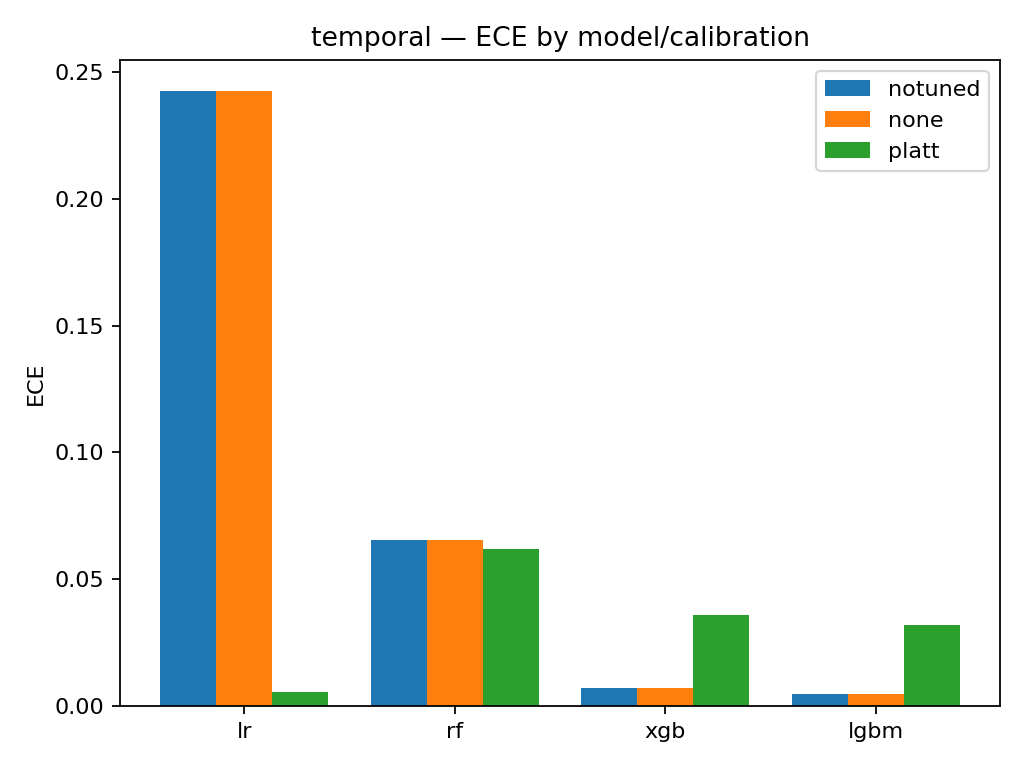 temporal — ECE by model/calibration
notuned
none
platt
ECE
0.25
0.20
0.15
0.10
0.05
0.00
lr rf xgb lgbm